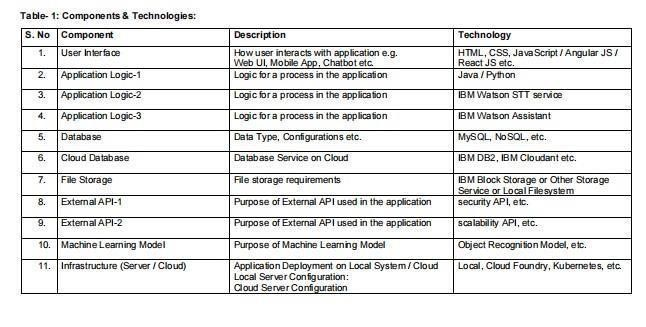 Table- 1: Components & Technologies:
S. No Component Description Technology
1. User Interface How user interacts with application e.g. HTML, CSS, JavaScript / Angular JS /
Web UI, Mobile App, Chatbot etc. React JS etc.
2. Application Logic-1 Logic for a process in the application Java / Python
3. Application Logic-2 Logic for a process in the application IBM Watson STT service
4. Application Logic-3 Logic for a process in the application IBM Watson Assistant
5. Database Data Type, Configurations etc. MySQL, NoSQL, etc.
6. Cloud Database Database Service on Cloud IBM DB2, IBM Cloudant etc.
7. File Storage File storage requirements IBM Block Storage or Other Storage
Service or Local Filesystem
8. External API-1 Purpose of External API used in the application security API, etc.
9. External API-2 Purpose of External API used in the application scalability API, etc.
10. Machine Learning Model Purpose of Machine Learning Model Object Recognition Model, etc.
11. Infrastructure (Server / Cloud) Application Deployment on Local System / Cloud Local, Cloud Foundry, Kubernetes, etc.
Local Server Configuration:
Cloud Server Configuration